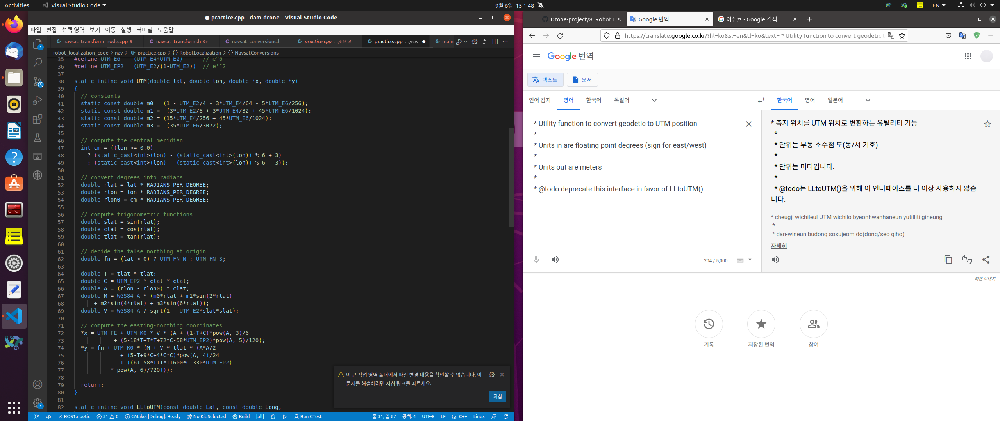 Activities
Visual Studio Code
9월 6일 15 : 48
EN
● practice.cpp - dam-drone - Visual Studio Code
파일 편집 선택 영역 보기 이동 실행 터미널 도움말
navsat_transform_node.cpp 3
navsat_transform.h 9+
navsat_conversions.h
practice.cpp .../ekf 4
practice.cpp .../nav
main
robot_localization_code > nav > practice.cpp > {} RobotLocalization > {} NavsatConversions
35 #define UTM_E6 (UTM_E4*UTM_E2) // e^6
36 #define UTM_EP2 (UTM_E2/(1-UTM_E2)) // e'^2
37
38 static inline void UTM(double lat, double lon, double *x, double *y)
39 {
40 // constants
41 static const double m0 = (1 - UTM_E2/4 - 3*UTM_E4/64 - 5*UTM_E6/256);
42 static const double m1 = -(3*UTM_E2/8 + 3*UTM_E4/32 + 45*UTM_E6/1024);
43 static const double m2 = (15*UTM_E4/256 + 45*UTM_E6/1024);
44 static const double m3 = -(35*UTM_E6/3072);
45
46 // compute the central meridian
47 int cm = ((lon >= 0.0)
48 ? (static_cast<int>(lon) - (static_cast<int>(lon)) % 6 + 3)
49 : (static_cast<int>(lon) - (static_cast<int>(lon)) % 6 - 3));
50
51 // convert degrees into radians
52 double rlat = lat * RADIANS_PER_DEGREE;
53 double rlon = lon * RADIANS_PER_DEGREE;
54 double rlon0 = cm * RADIANS_PER_DEGREE;
55
56 // compute trigonometric functions
57 double slat = sin(rlat);
58 double clat = cos(rlat);
59 double tlat = tan(rlat);
60
61 // decide the false northing at origin
62 double fn = (lat > 0) ? UTM_FN_N : UTM_FN_S;
63
64 double T = tlat * tlat;
65 double C = UTM_EP2 * clat * clat;
66 double A = (rlon - rlon0) * clat;
67 double M = WGS84_A * (m0*rlat + m1*sin(2*rlat)
68 + m2*sin(4*rlat) + m3*sin(6*rlat));
69 double V = WGS84_A / sqrt(1 - UTM_E2*slat*slat);
70
71 // compute the easting-northing coordinates
72 *x = UTM_FE + UTM_K0 * V * (A + (1-T+C)*pow(A, 3)/6
73 + (5-18*T+T*T+72*C-58*UTM_EP2)*pow(A, 5)/120);
74 *y = fn + UTM_K0 * (M + V * tlat * (A*A/2
75 + (5-T+9*C+4*C*C)*pow(A, 4)/24
76 + ((61-58*T+T*T+600*C-330*UTM_EP2)
77 * pow(A, 6)/720)));
78
79 return;
80 }
81
82 static inline void LLtoUTM(const double Lat, const double Long,
이 큰 작업 영역 폴더에서 파일 변경 내용을 확인할 수 없습니다. 이
문제를 해결하려면 지침 링크를 따르세요.
지침
1
1
ROS1.noetic 31 0 CMake: [Debug]: Ready No Kit Selected Build [all] Run CTest
줄 31, 열 67 공백: 4 UTF-8 LF {} C++ Linux
Drone-project/8. Robot L
Google 번역
이심률 - Google 검색
https://translate.google.co.kr/?hl=ko&sl=en&tl=ko&text= * Utility function to convert geodetic t
Google 번역
텍스트
문서
언어 감지 영어 한국어 독일어
한국어 영어 일본어
* Utility function to convert geodetic to UTM position
*
* Units in are floating point degrees (sign for east/west)
*
* Units out are meters
*
* @todo deprecate this interface in favor of LLtoUTM()
204 / 5,000
* 측지 위치를 UTM 위치로 변환하는 유틸리티 기능
*
* 단위는 부동 소수점 도(동/서 기호)
*
* 단위는 미터입니다.
*
* @todo는 LLtoUTM()을 위해 이 인터페이스를 더 이상 사용하지 않습
니다.
* cheugji wichileul UTM wichilo byeonhwanhaneun yutilliti gineung
*
* dan-wineun budong sosujeom do(dong/seo giho)
자세히
의견 보내기
기록
저장된 번역
참여